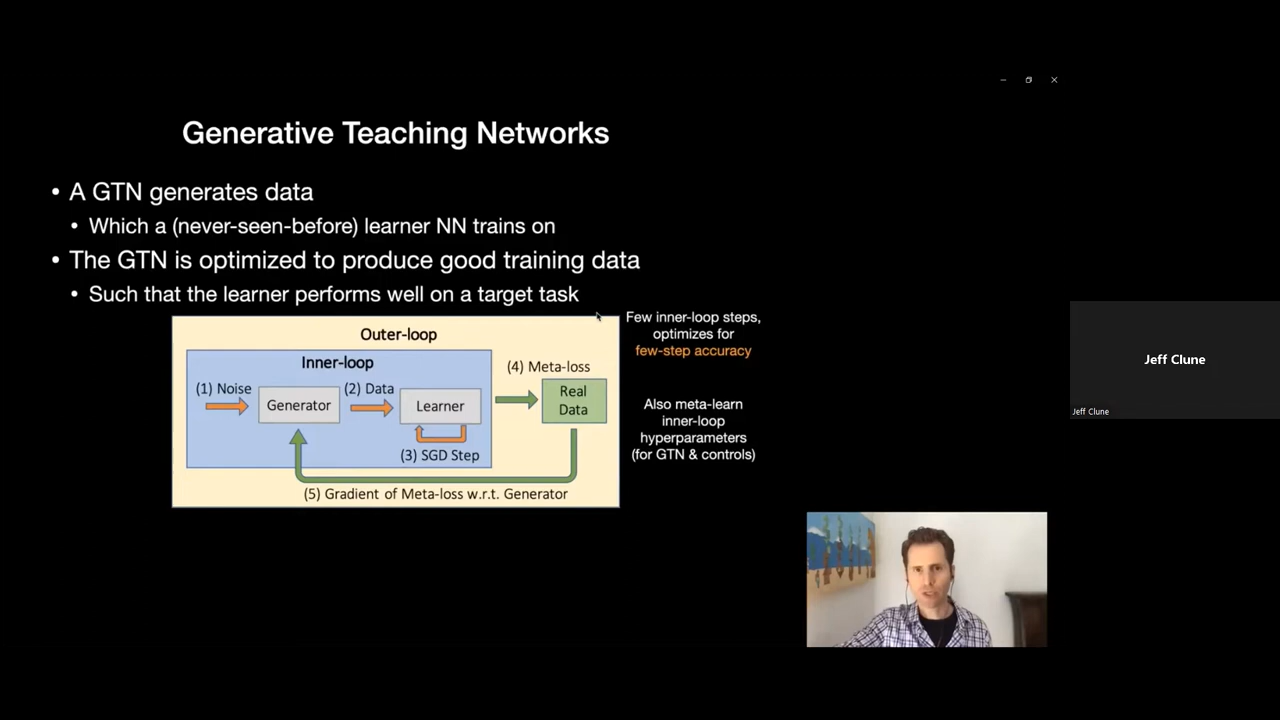 Generative Teaching Networks
• A GTN generates data
• Which a (never-seen-before) learner NN trains on
• The GTN is optimized to produce good training data
• Such that the learner performs well on a target task
Outer-loop
Inner-loop
(1) Noise
Generator
(2) Data
Learner
(3) SGD Step
(4) Meta-loss
Real
Data
(5) Gradient of Meta-loss w.r.t. Generator
Few inner-loop steps,
optimizes for
few-step accuracy
Also meta-learn
inner-loop
hyperparameters
(for GTN & controls)
Jeff Clune
Jeff Clune